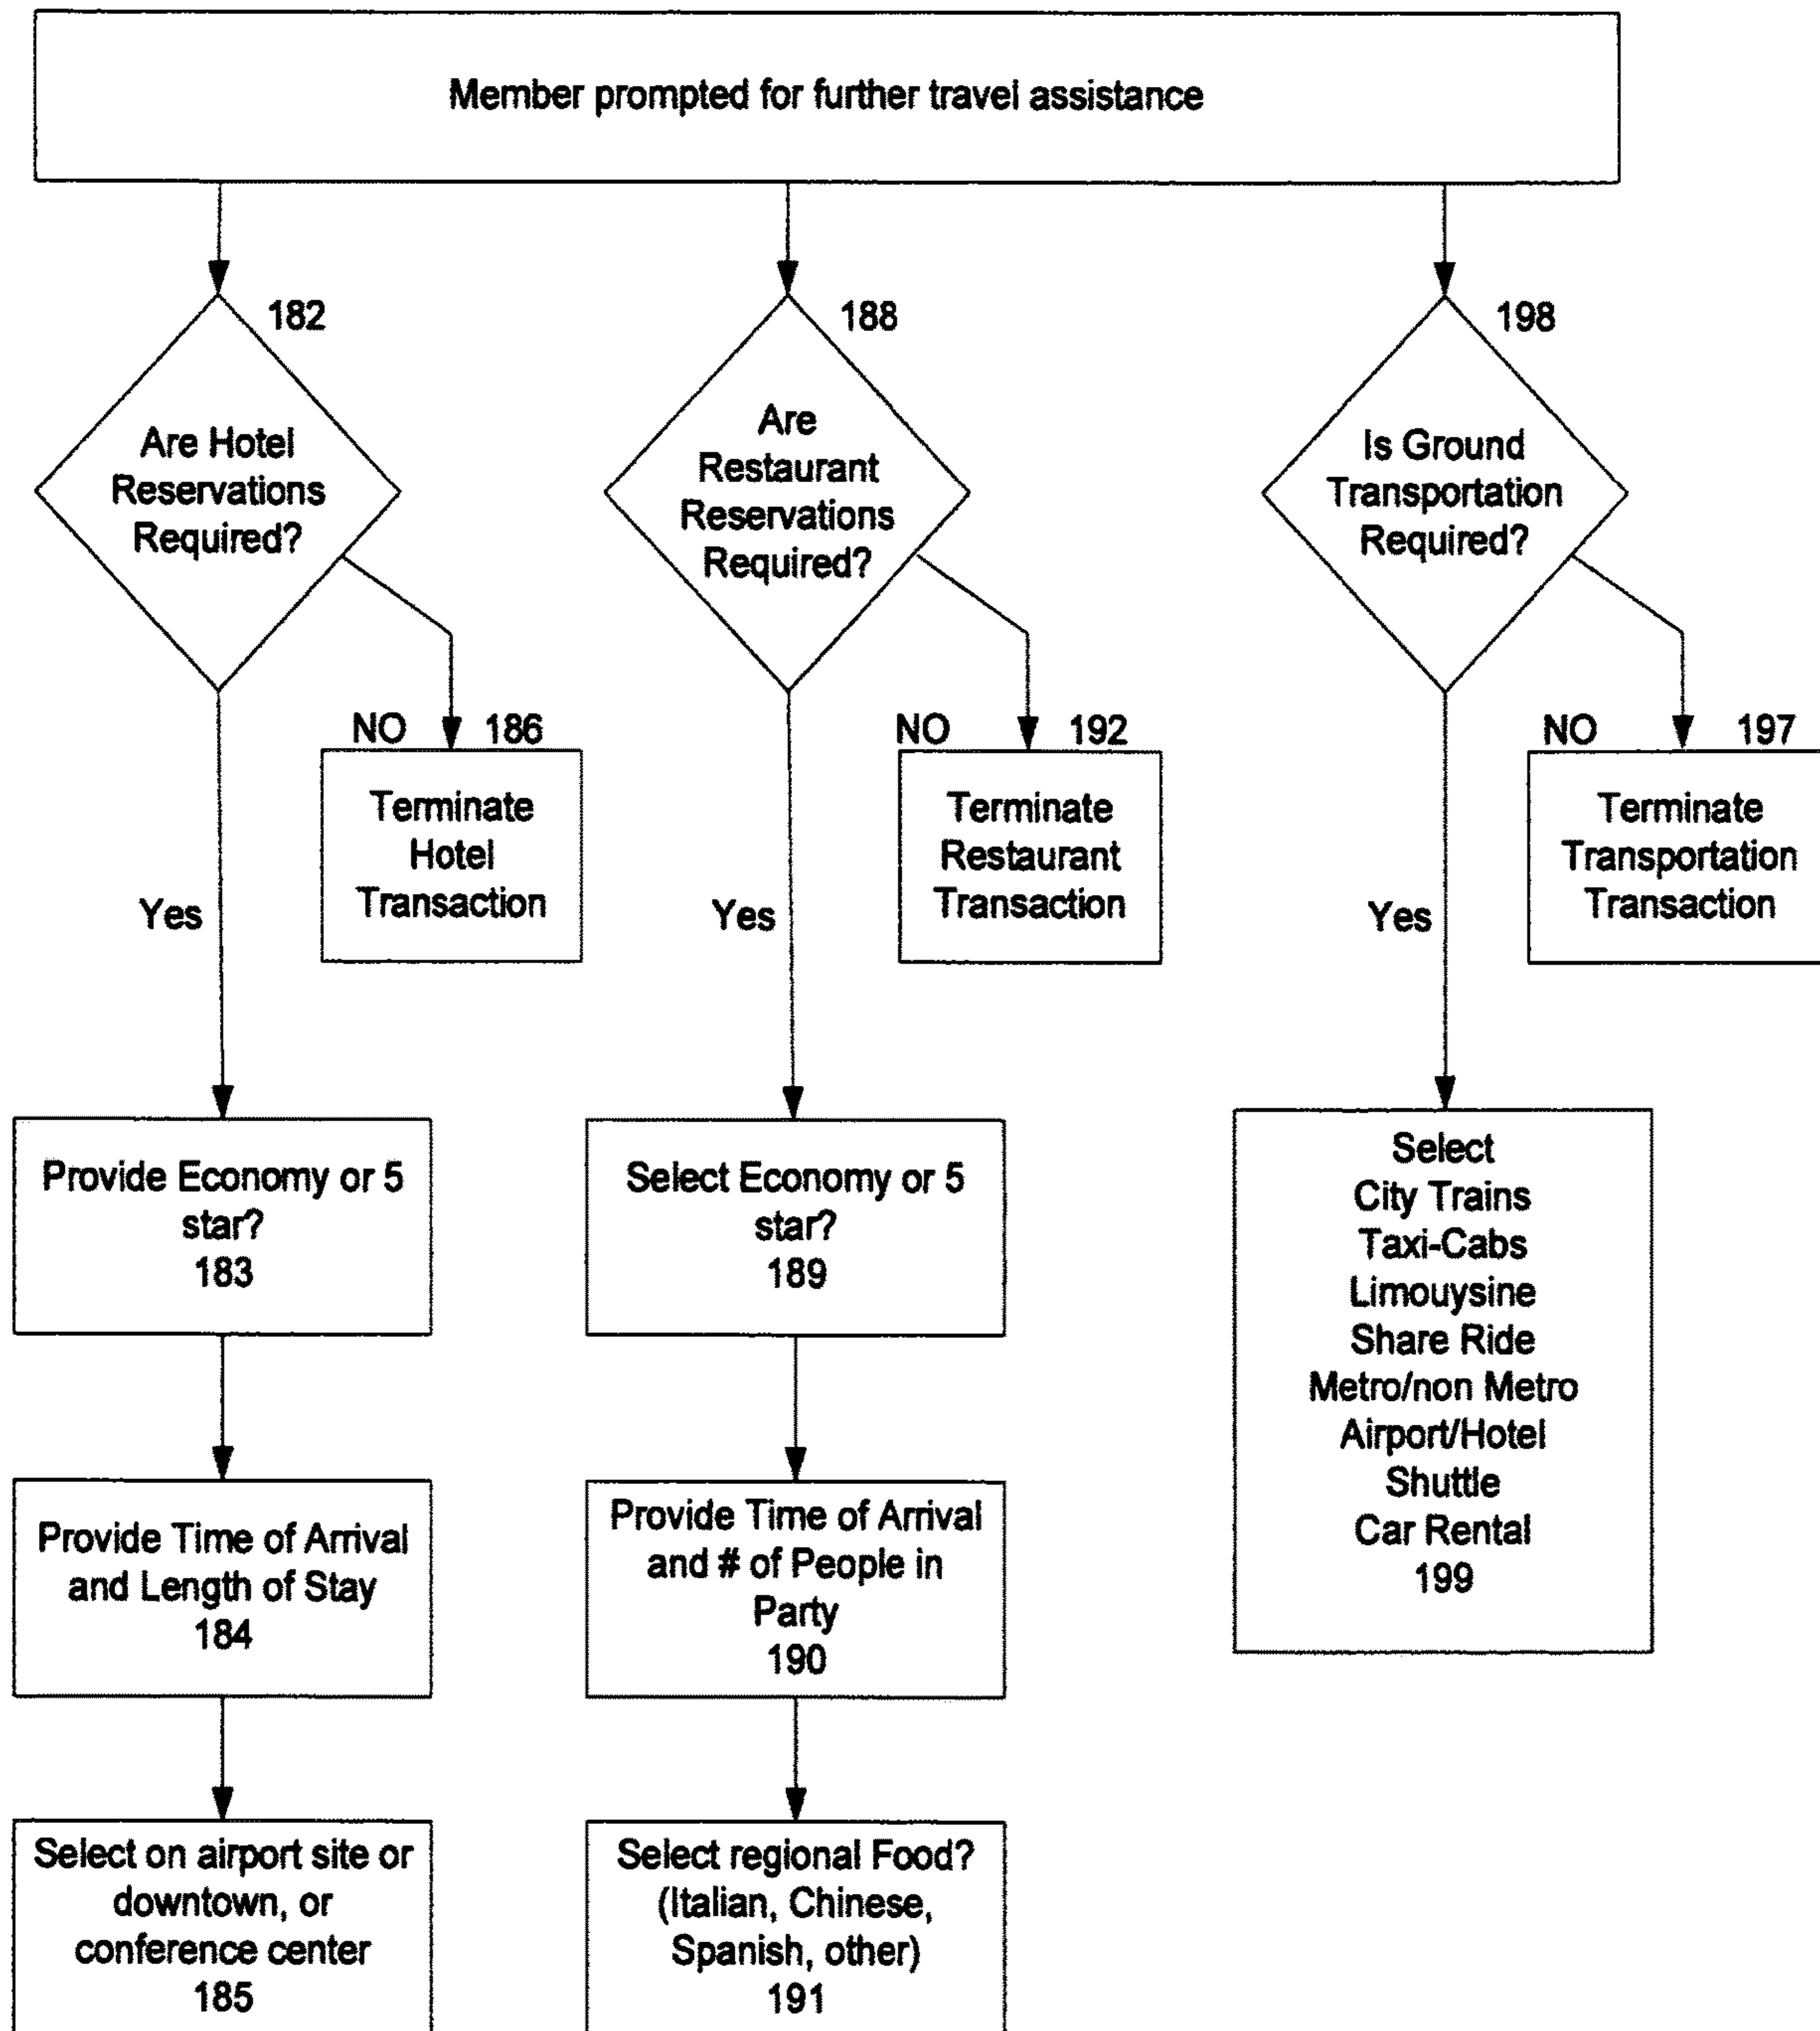 Member prompted for further travel assistance
182
Are Hotel
Reservations
Required?
NO
186
Terminate
Hotel
Transaction
Yes
Provide Economy or 5
star?
183
Provide Time of Arrival
and Length of Stay
184
Select on airport site or
downtown, or
conference center
185
188
Are
Restaurant
Reservations
Required?
NO
192
Terminate
Restaurant
Transaction
Yes
Select Economy or 5
star?
189
Provide Time of Arrival
and # of People in
Party
190
Select regional Food?
(Italian, Chinese,
Spanish, other)
191
198
Is Ground
Transportation
Required?
NO
197
Terminate
Transportation
Transaction
Yes
Select
City Trains
Taxi-Cabs
Limouysine
Share Ride
Metro/non Metro
Airport/Hotel
Shuttle
Car Rental
199